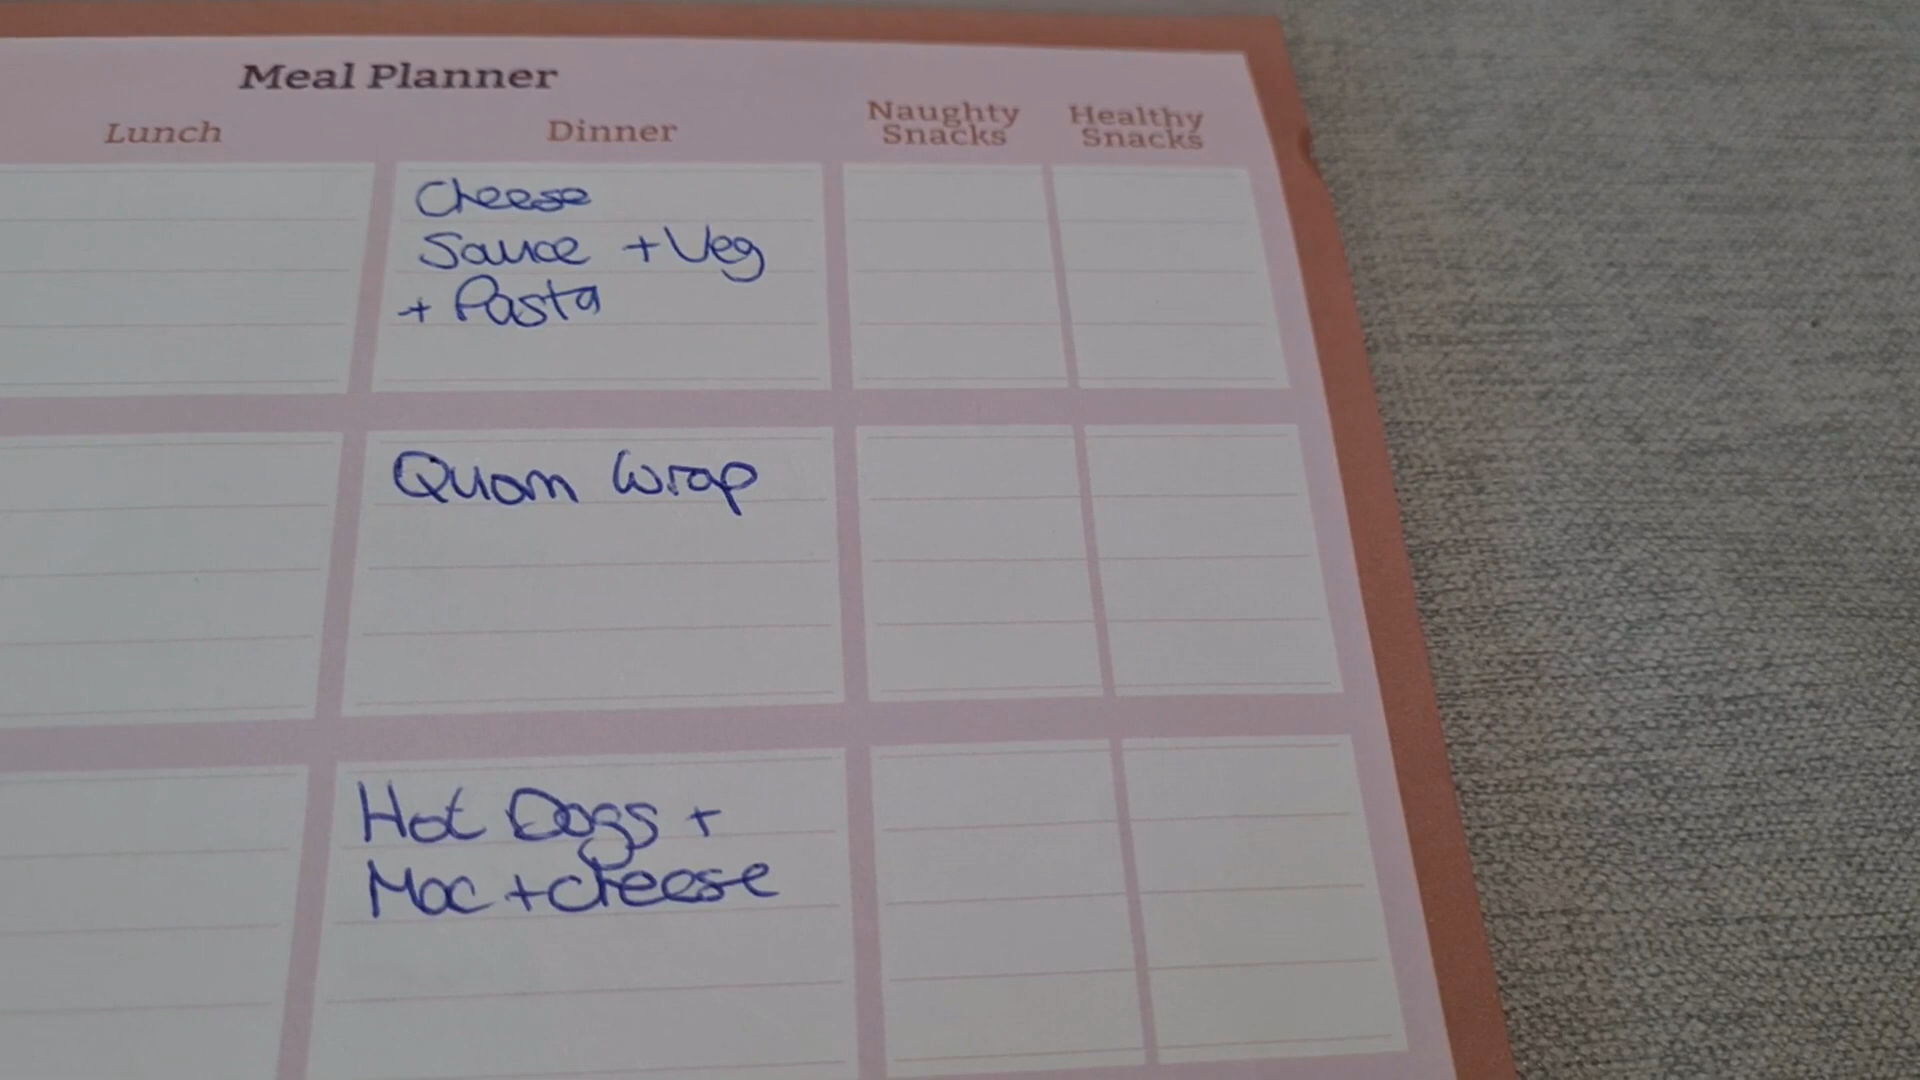 Meal Planner
Lunch
Dinner
Naughty
Snacks
Healthy
Snacks
Cheese
Sauce + Veg
+ Pasta
Quorn Wrap
Hot Dogs +
Mac + cheese